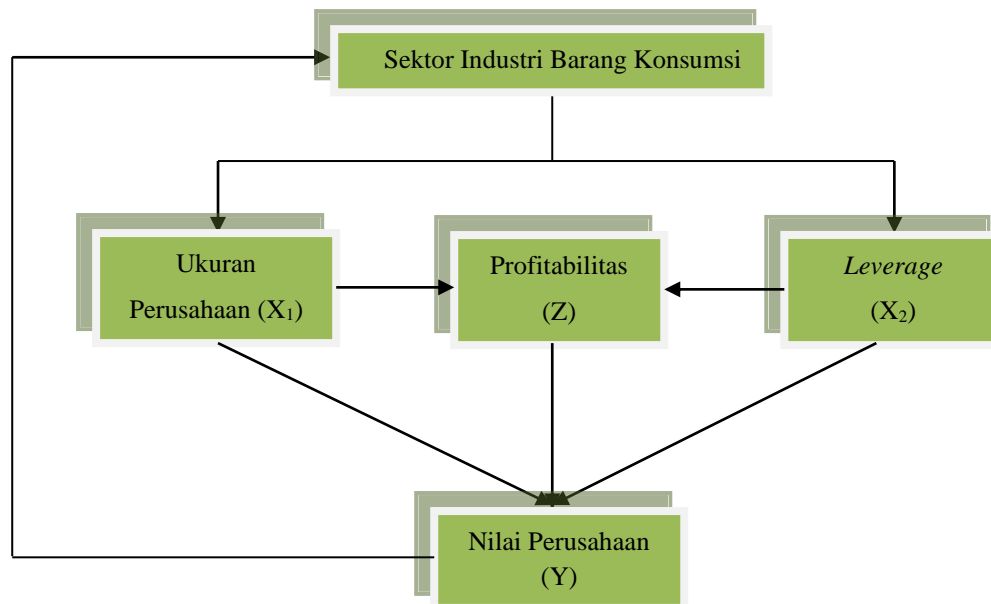 Sektor Industri Barang Konsumsi
Ukuran
Perusahaan (X₁)
Profitabilitas
(Z)
Leverage
(X₂)
Nilai Perusahaan
(Y)